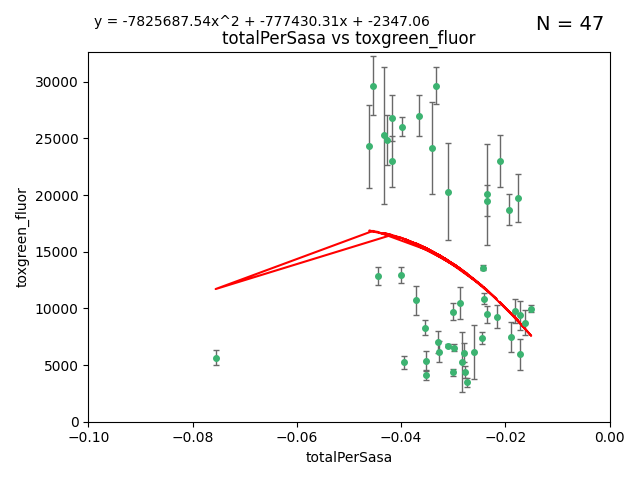 y = -7825687.54x^2 + -777430.31x + -2347.06
N = 47
totalPerSasa vs toxgreen_fluor
toxgreen_fluor
30000
25000
20000
15000
10000
5000
0
−0.10
−0.08
−0.06
−0.04
−0.02
0.00
totalPerSasa